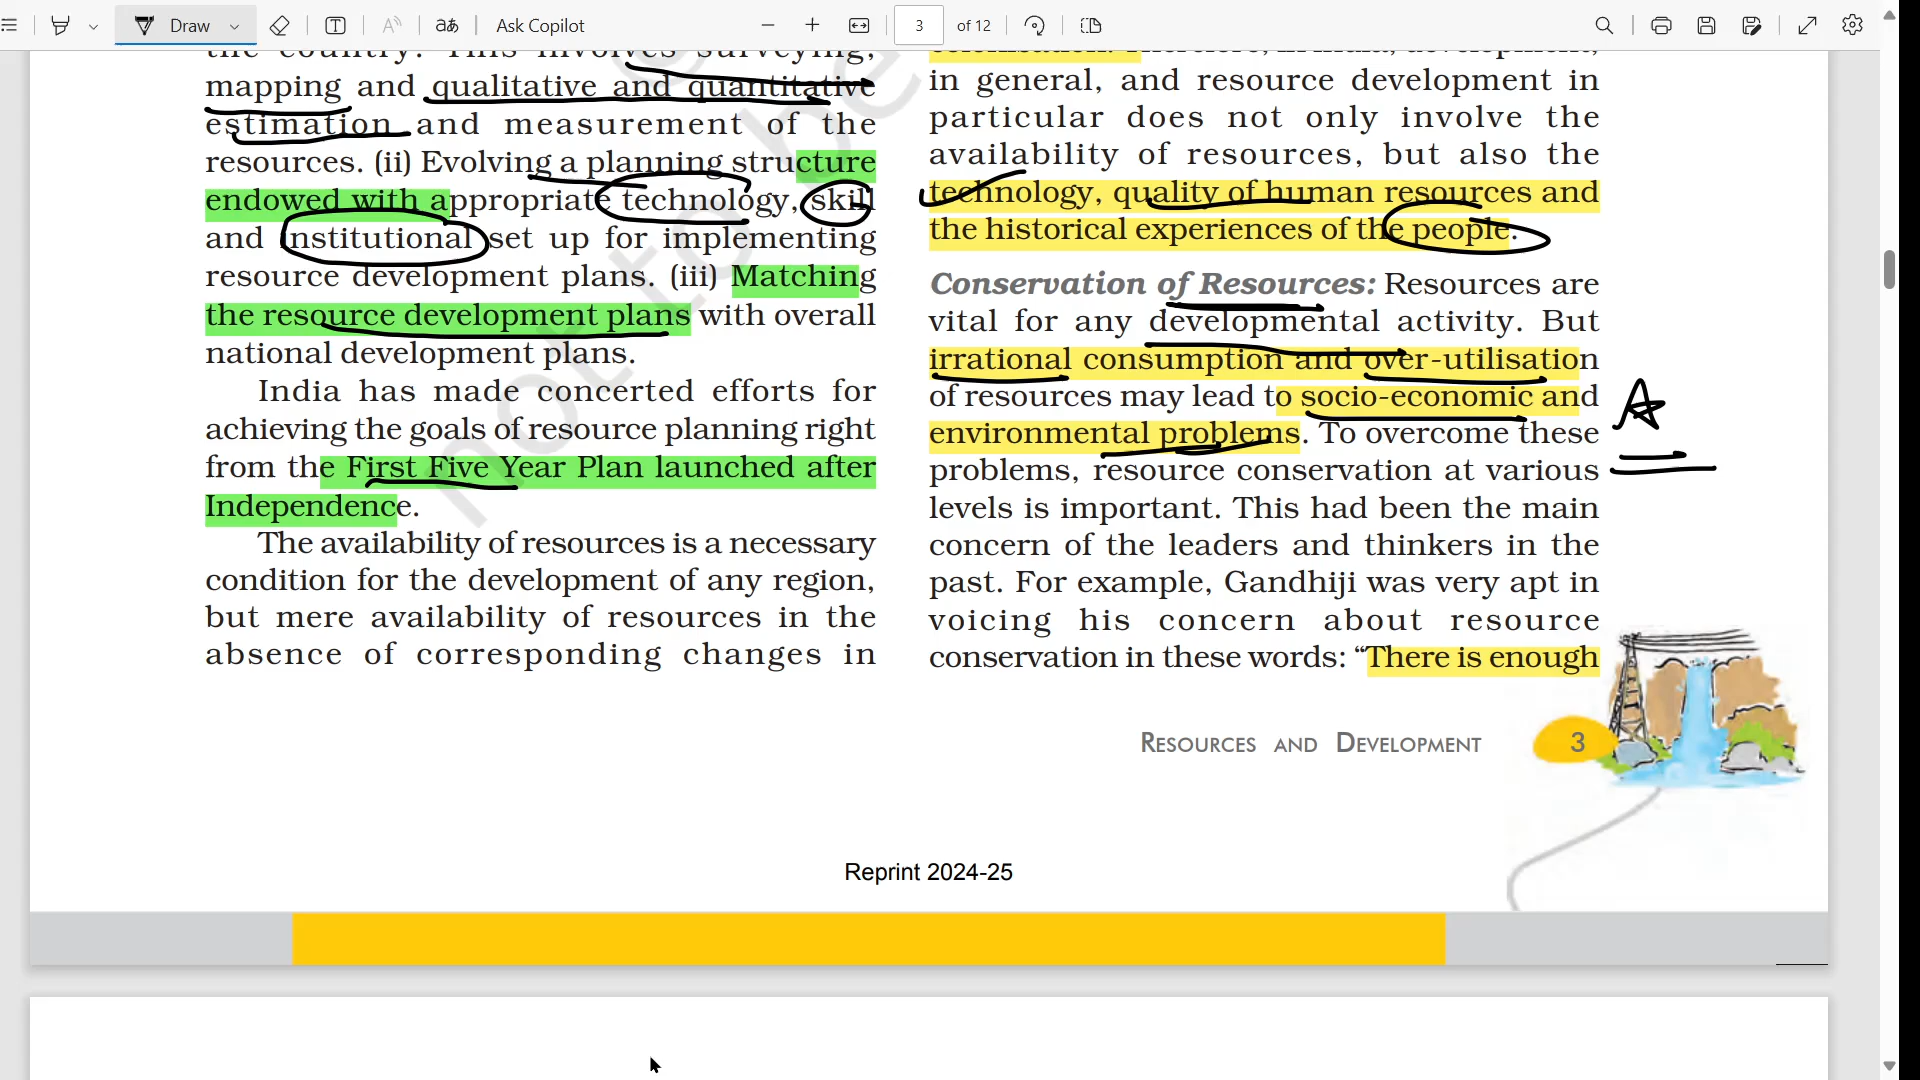 Draw
Ask Copilot
3 of 12
the country. This involves surveying,
mapping and qualitative and quantitative
estimation and measurement of the
resources. (ii) Evolving a planning structure
endowed with appropriate technology, skill
and institutional set up for implementing
resource development plans. (iii) Matching
the resource development plans with overall
national development plans.
India has made concerted efforts for
achieving the goals of resource planning right
from the First Five Year Plan launched after
Independence.
The availability of resources is a necessary
condition for the development of any region,
but mere availability of resources in the
absence of corresponding changes in
in general, and resource development in
particular does not only involve the
availability of resources, but also the
technology, quality of human resources and
the historical experiences of the people.
Conservation of Resources: Resources are
vital for any developmental activity. But
irrational consumption and over-utilisation
of resources may lead to socio-economic and
environmental problems. To overcome these
problems, resource conservation at various
levels is important. This had been the main
concern of the leaders and thinkers in the
past. For example, Gandhiji was very apt in
voicing his concern about resource
conservation in these words: “There is enough
not to be
RESOURCES AND DEVELOPMENT 3
Reprint 2024-25